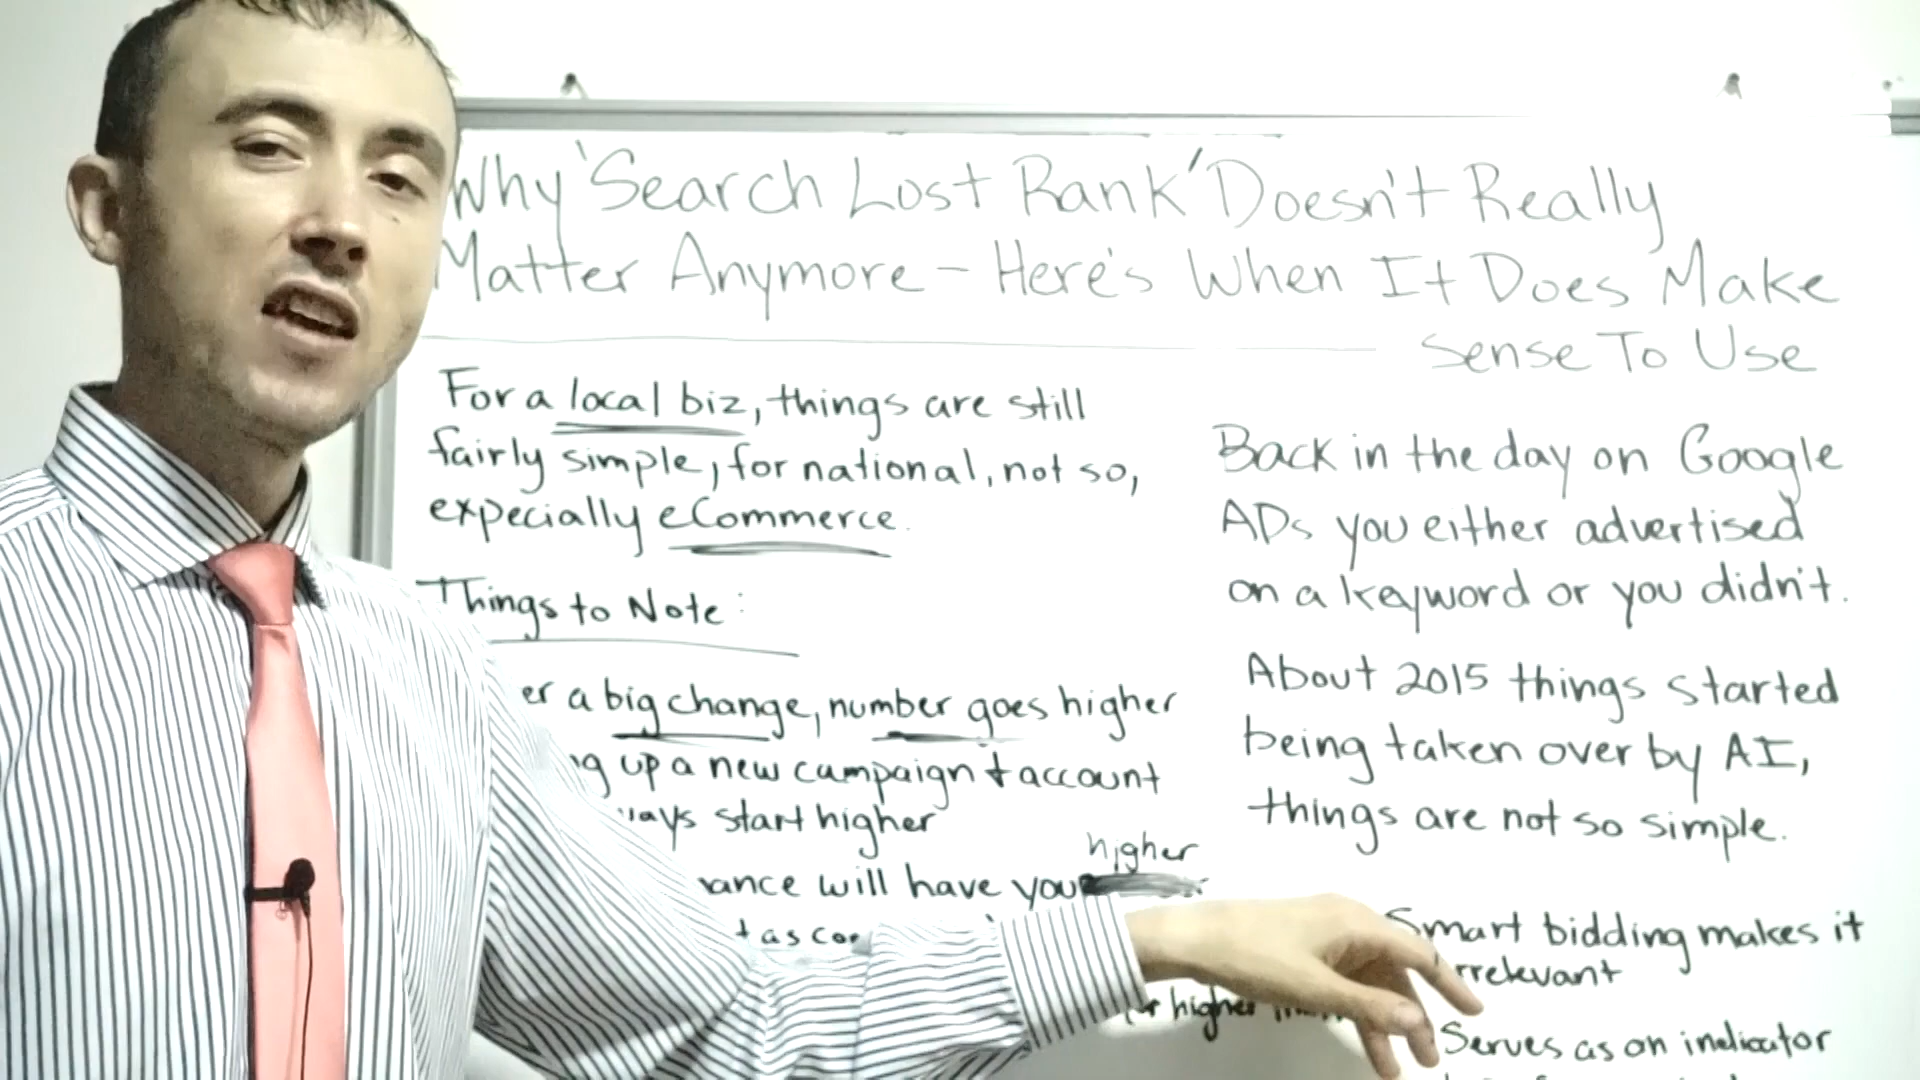 Why 'Search Lost Rank' Doesn't Really
Matter Anymore - Here's When It Does Make
Sense To Use
For a local biz, things are still
fairly simple, for national, not so,
expecially eCommerce.
Things to Note:
a big change, number goes higher
up a new campaign + account
start higher
higher
will have you
as
higher
Back in the day on Google
ADs you either advertised
on a keyword or you didn't.
About 2015 things started
being taken over by AI,
things are not so simple.
Smart bidding makes it
Serves as an indicator